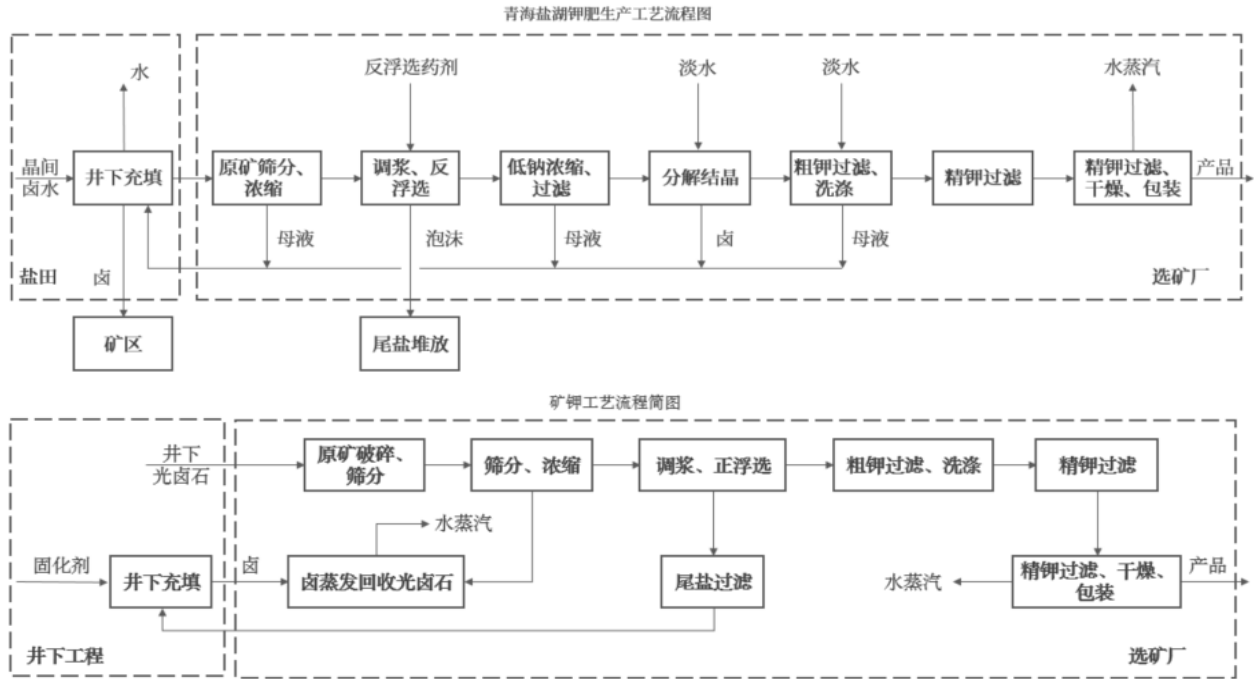 青海盐湖钾肥生产工艺流程图
水
反浮选药剂
淡水
淡水
水蒸汽
晶间
卤水
井下充填
原矿筛分、
浓缩
调浆、反
浮选
低钠浓缩、
过滤
分解结晶
粗钾过滤、
洗涤
精钾过滤
精钾过滤、
干燥、包装
产品
母液
泡沫
母液
卤
母液
盐田
卤
选矿厂
矿区
尾盐堆放
矿钾工艺流程简图
井下
光卤石
原矿破碎、
筛分
筛分、浓缩
调浆、正浮选
粗钾过滤、洗涤
精钾过滤
水蒸汽
固化剂
井下充填
卤
卤蒸发回收光卤石
尾盐过滤
水蒸汽
精钾过滤、干燥、
包装
产品
井下工程
选矿厂